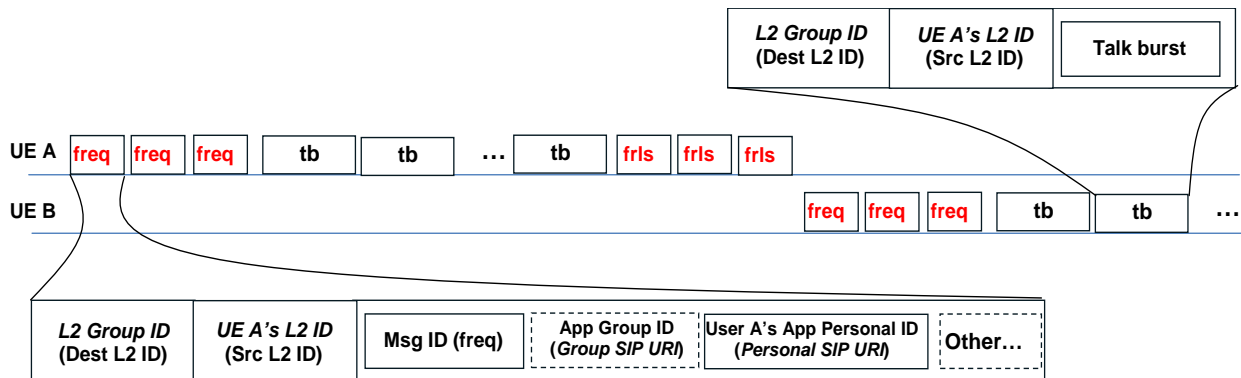 L2 Group ID
(Dest L2 ID)
UE A's L2 ID
(Src L2 ID)
Talk burst
UE A
freq
freq
freq
tb
tb
...
tb
frls
frls
frls
UE B
freq
freq
freq
tb
tb
...
L2 Group ID
(Dest L2 ID)
UE A's L2 ID
(Src L2 ID)
Msg ID (freq)
App Group ID
(Group SIP URI)
User A's App Personal ID
(Personal SIP URI)
Other...